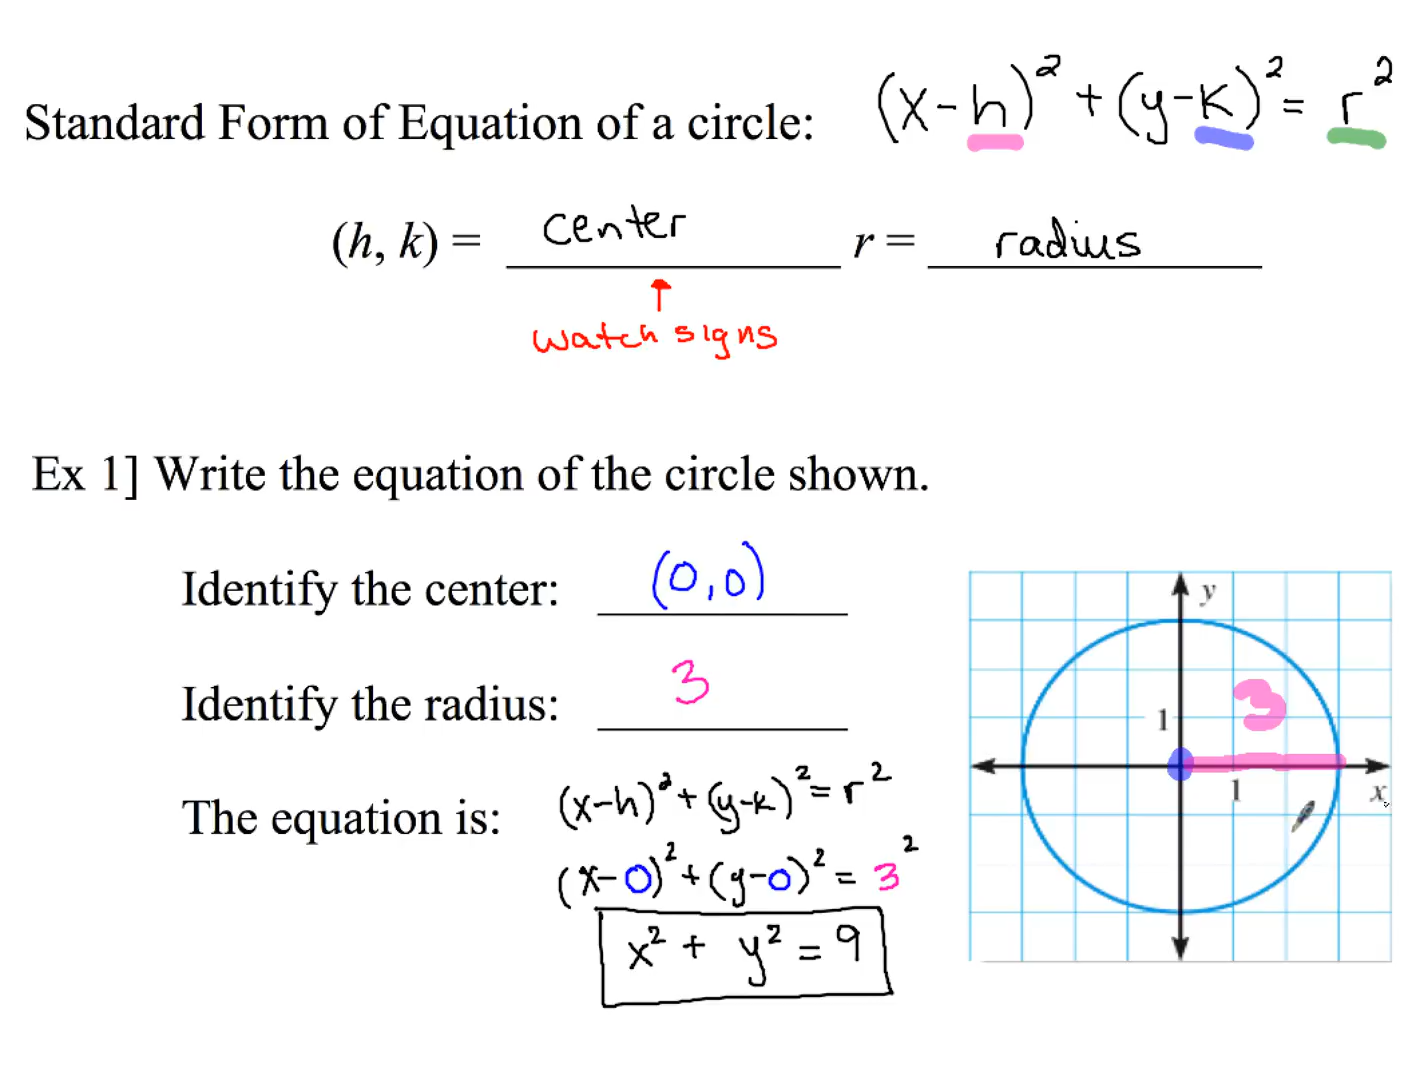 Standard Form of Equation of a circle: (x-h)² + (y-k)² = r²
(h, k) = center r = radius
watch signs
Ex 1] Write the equation of the circle shown.
Identify the center: (0,0)
Identify the radius: 3
The equation is: (x-h)² + (y-k)² = r²
(x-0)² + (y-0)² = 3²
x² + y² = 9
y
3
1
1
x